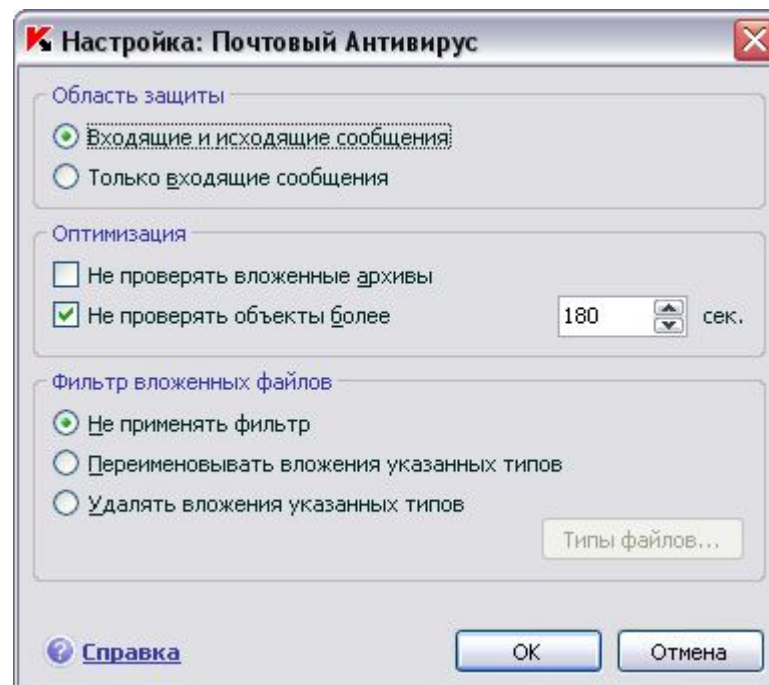 Настройка: Почтовый Антивирус
Область защиты
Входящие и исходящие сообщения
Только входящие сообщения
Оптимизация
Не проверять вложенные архивы
Не проверять объекты более 180 сек.
Фильтр вложенных файлов
Не применять фильтр
Переименовывать вложения указанных типов
Удалять вложения указанных типов
Типы файлов...
Справка
ОК
Отмена